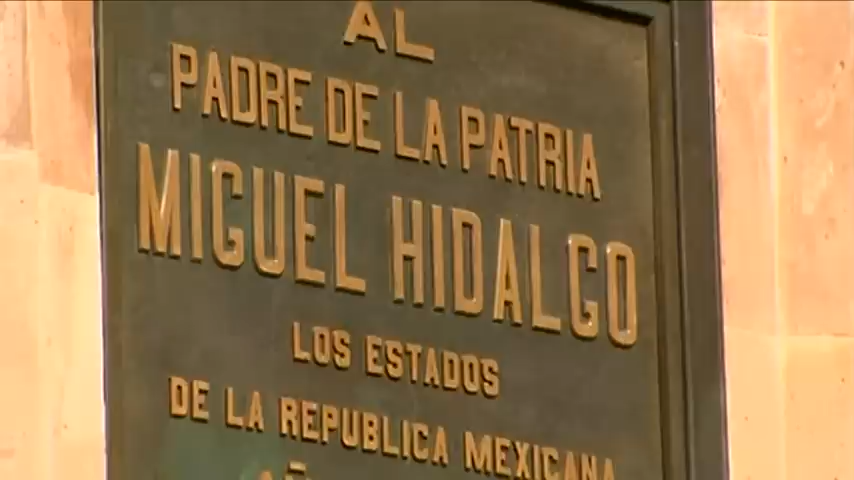 AL
PADRE DE LA PATRIA
MIGUEL HIDALGO
LOS ESTADOS
DE LA REPUBLICA MEXICANA